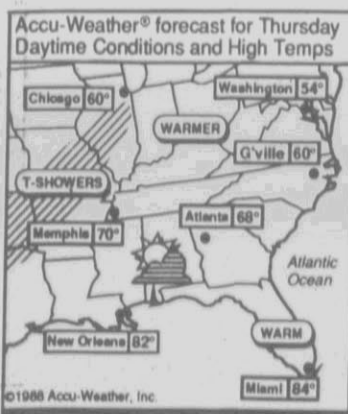 Accu-Weather® forecast for Thursday
Daytime Conditions and High Temps
Chicago 60°
Washington 54°
WARMER
G'ville 60°
T-SHOWERS
Atlanta 68°
Memphis 70°
Atlantic
Ocean
WARM
New Orleans 82°
Miami 84°
©1988 Accu-Weather, Inc.